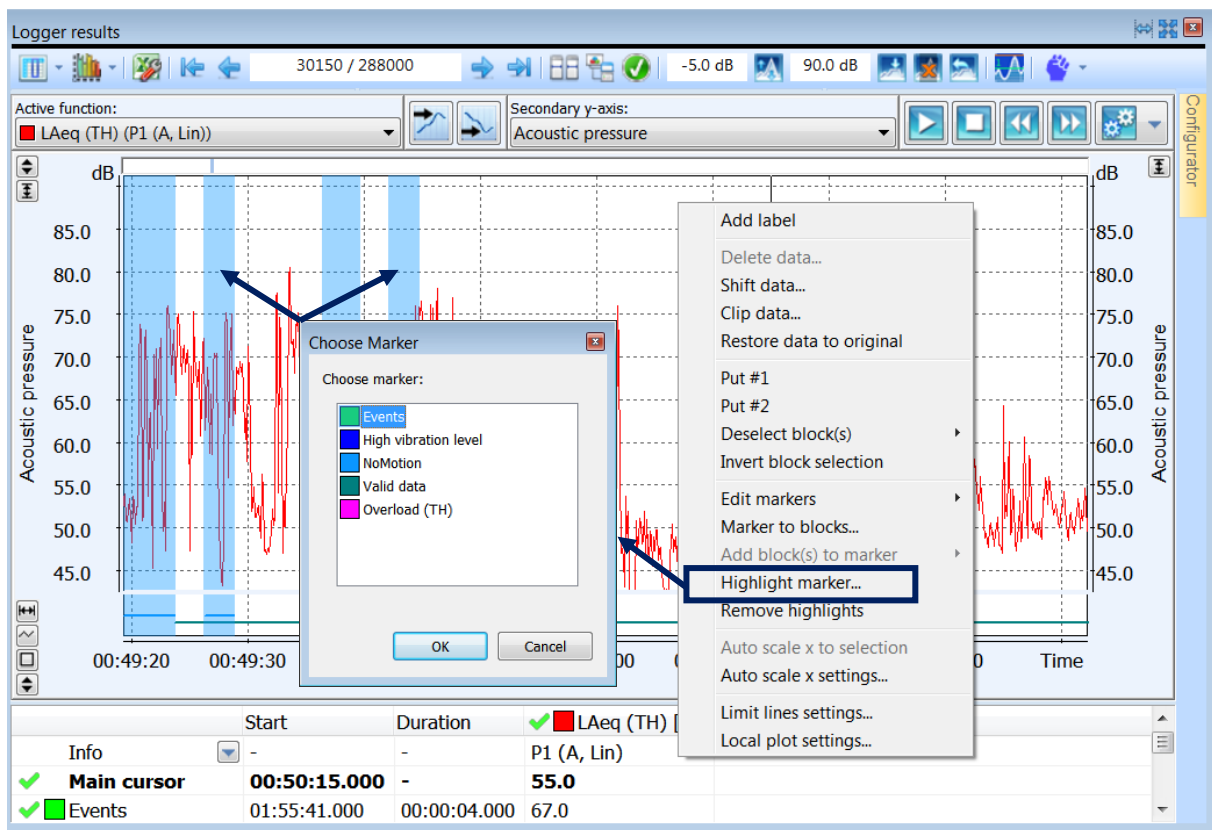 Logger results
30150 / 288000
-5.0 dB
90.0 dB
Active function:
LAeq (TH) (P1 (A, Lin))
Secondary y-axis:
Acoustic pressure
Configurator
dB
85.0
80.0
75.0
70.0
65.0
60.0
55.0
50.0
45.0
Acoustic pressure
00:49:20
00:49:30
00
0
Time
dB
85.0
80.0
75.0
70.0
65.0
60.0
55.0
50.0
45.0
Acoustic pressure
Choose Marker
Choose marker:
Events
High vibration level
NoMotion
Valid data
Overload (TH)
OK
Cancel
Add label
Delete data...
Shift data...
Clip data...
Restore data to original
Put #1
Put #2
Deselect block(s)
Invert block selection
Edit markers
Marker to blocks...
Add block(s) to marker
Highlight marker...
Remove highlights
Auto scale x to selection
Auto scale x settings...
Limit lines settings...
Local plot settings...
Start Duration LAeq (TH) [
Info - - P1 (A, Lin)
Main cursor 00:50:15.000 - 55.0
Events 01:55:41.000 00:00:04.000 67.0